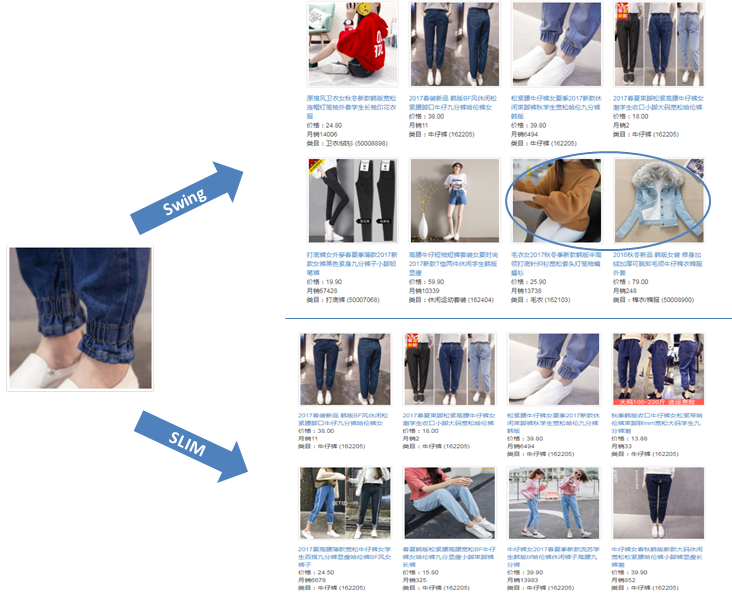 原宿风卫衣女秋冬新款韩版宽松
连帽灯笼袖外套学生长袖印花衣
服
价格：24.80
月销14006
类目：卫衣/绒衫 (50008898)
2017春装新品 韩版BF风休闲松
紧腰脚口牛仔九分裤哈伦裤女
价格：38.00
月销11
类目：牛仔裤 (162205)
松紧腰牛仔裤女夏季2017新款休
闲束脚裤秋学生宽松哈伦九分裤
韩版
价格：39.80
月销6494
类目：牛仔裤 (162205)
2017春夏束脚松紧高腰牛仔裤女
潮学生收口小脚大码宽松哈伦裤
价格：18.00
月销2
类目：牛仔裤 (162205)
Swing
打底裤女外穿春夏季薄款2017新
款女裤黑色紧身九分裤子小脚铅
笔裤
价格：19.90
月销67428
类目：打底裤 (50007068)
高腰牛仔短袖短裤套装女夏时尚
2017新款T恤两件休闲学生韩版
显瘦
价格：59.90
月销10339
类目：休闲运动套装 (162404)
毛衣女2017秋冬季新款韩版半高
领打底针织衫宽松套头灯笼袖蝙
蝠衫
价格：25.90
月销13738
类目：毛衣 (162103)
2016秋冬新品 韩版女装 修身加
绒加厚可脱卸毛领牛仔棉衣棉服
外套
价格：79.00
月销248
类目：棉衣/棉服 (50008900)
SLIM
2017春装新品 韩版BF风休闲松
紧腰脚口牛仔九分裤哈伦裤女
价格：38.00
月销11
类目：牛仔裤 (162205)
2017春夏束脚松紧高腰牛仔裤女
潮学生收口小脚大码宽松哈伦裤
价格：18.00
月销2
类目：牛仔裤 (162205)
松紧腰牛仔裤女夏季2017新款休
闲束脚裤秋学生宽松哈伦九分裤
韩版
价格：39.80
月销6494
类目：牛仔裤 (162205)
大码100-220斤
秋季韩版收口牛仔裤女松紧带哈
伦裤束脚胖mm宽松大码学生九
分裤潮
价格：13.88
月销33
类目：牛仔裤 (162205)
2017夏高腰薄款宽松牛仔裤女学
生百搭九分裤显瘦哈伦裤BF风女
裤子
价格：24.50
月销6678
类目：牛仔裤 (162205)
春夏韩版松紧高腰宽松BF牛仔
裤女哈伦裤九分显瘦小脚束脚裤
长裤
价格：15.80
月销325
类目：牛仔裤 (162205)
牛仔裤女2017春夏季新款流苏学
生韩版bf哈伦裤休闲裤子高腰九
分裤
价格：39.90
月销13983
类目：牛仔裤 (162205)
牛仔裤女春秋韩版新款大码休闲
宽松松紧腰哈伦裤小脚裤显瘦长
裤潮
价格：39.90
月销852
类目：牛仔裤 (162205)